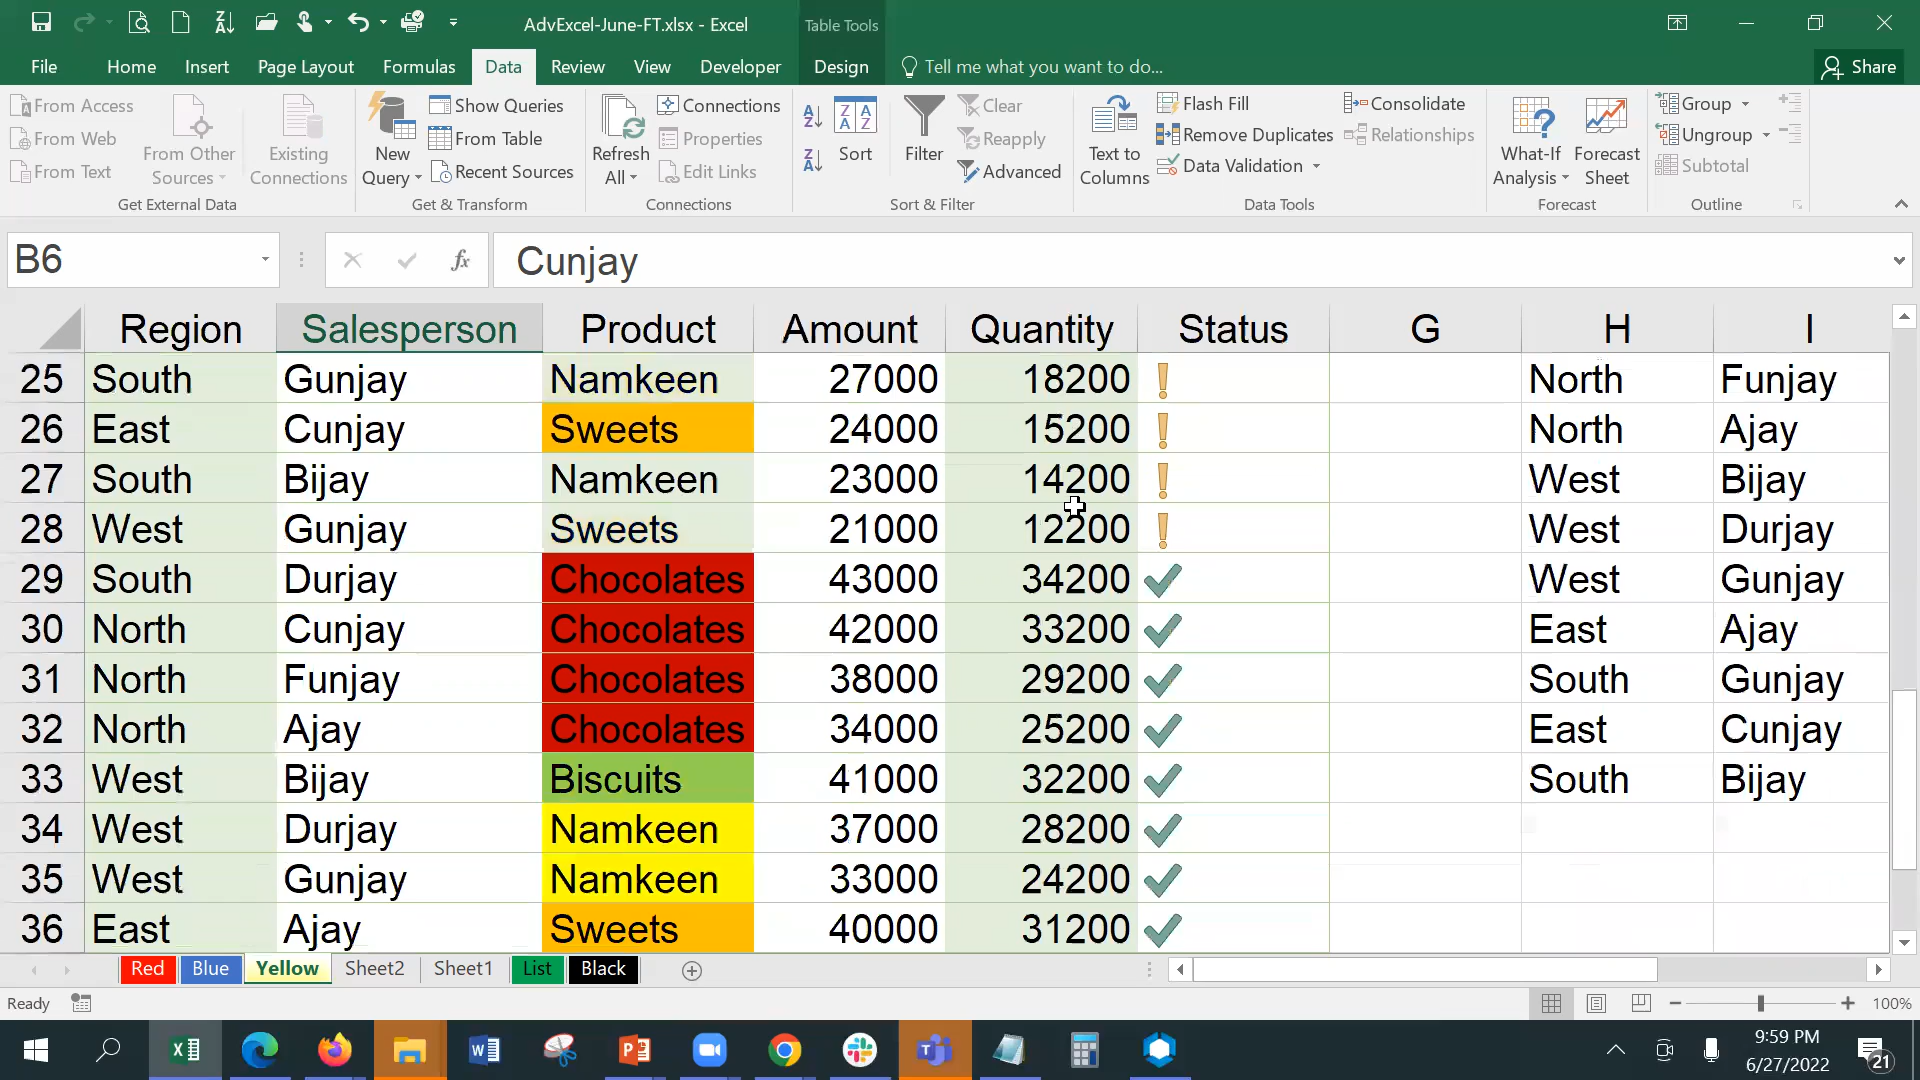 AdvExcel-June-FT.xlsx - Excel
Table Tools
File Home Insert Page Layout Formulas Data Review View Developer Design Tell me what you want to do... Share
From Access
From Web
From Text
From Other Sources
Existing Connections
Get External Data
New Query
Show Queries
From Table
Recent Sources
Get & Transform
Refresh All
Connections
Properties
Edit Links
Connections
Sort
Filter
Clear
Reapply
Advanced
Sort & Filter
Text to Columns
Flash Fill
Remove Duplicates
Data Validation
Consolidate
Relationships
Data Tools
What-If Analysis
Forecast Sheet
Forecast
Group
Ungroup
Subtotal
Outline
B6 fx Cunjay
Region Salesperson Product Amount Quantity Status G H I
25 South Gunjay Namkeen 27000 18200 North Funjay
26 East Cunjay Sweets 24000 15200 North Ajay
27 South Bijay Namkeen 23000 14200 West Bijay
28 West Gunjay Sweets 21000 12200 West Durjay
29 South Durjay Chocolates 43000 34200 West Gunjay
30 North Cunjay Chocolates 42000 33200 East Ajay
31 North Funjay Chocolates 38000 29200 South Gunjay
32 North Ajay Chocolates 34000 25200 East Cunjay
33 West Bijay Biscuits 41000 32200 South Bijay
34 West Durjay Namkeen 37000 28200
35 West Gunjay Namkeen 33000 24200
36 East Ajay Sweets 40000 31200
Red Blue Yellow Sheet2 Sheet1 List Black
Ready 100%
9:59 PM
6/27/2022
21